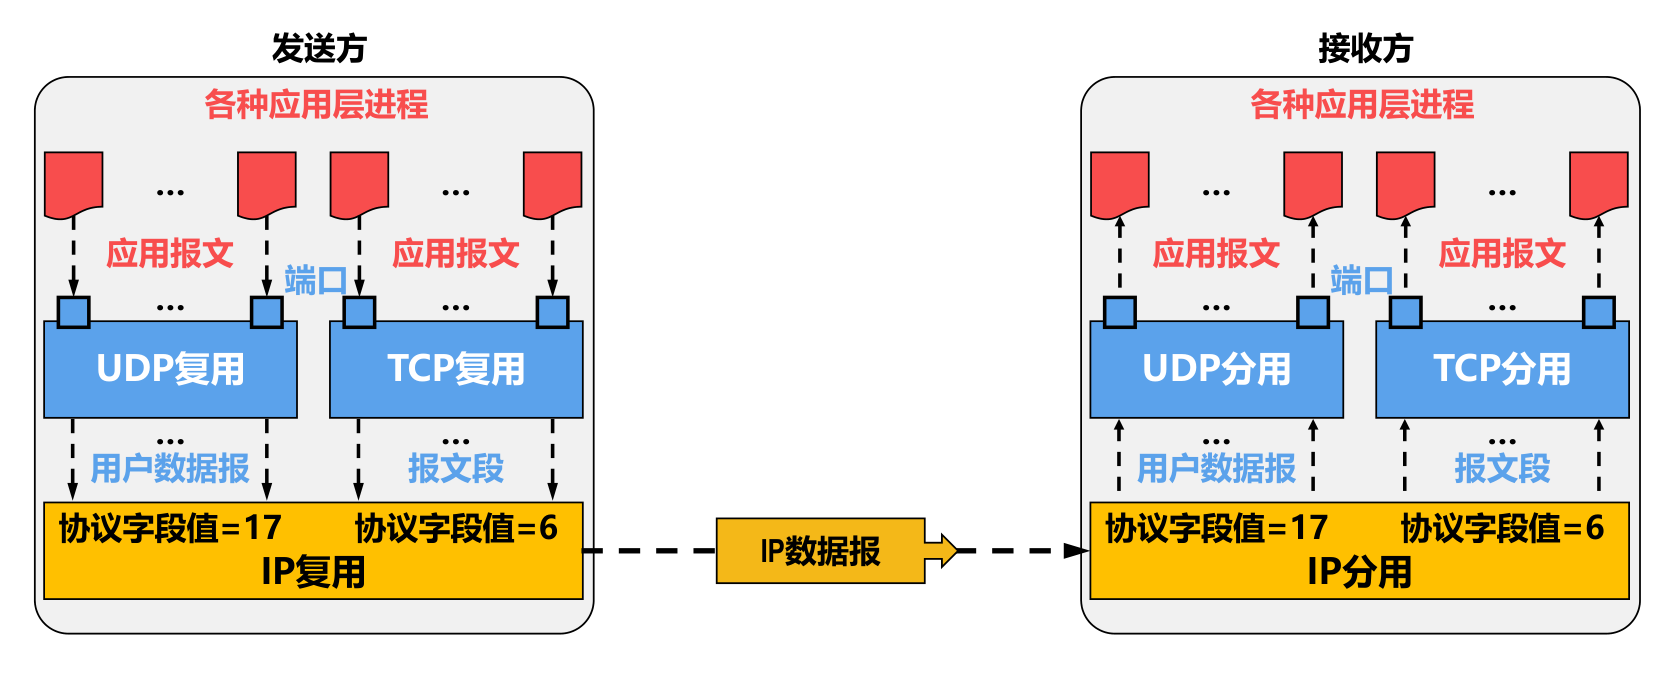 发送方
各种应用层进程
... ...
应用报文 应用报文
端口
... ...
UDP复用 TCP复用
... ...
用户数据报 报文段
协议字段值=17 协议字段值=6
IP复用
IP数据报
接收方
各种应用层进程
... ...
应用报文 应用报文
端口
... ...
UDP分用 TCP分用
... ...
用户数据报 报文段
协议字段值=17 协议字段值=6
IP分用